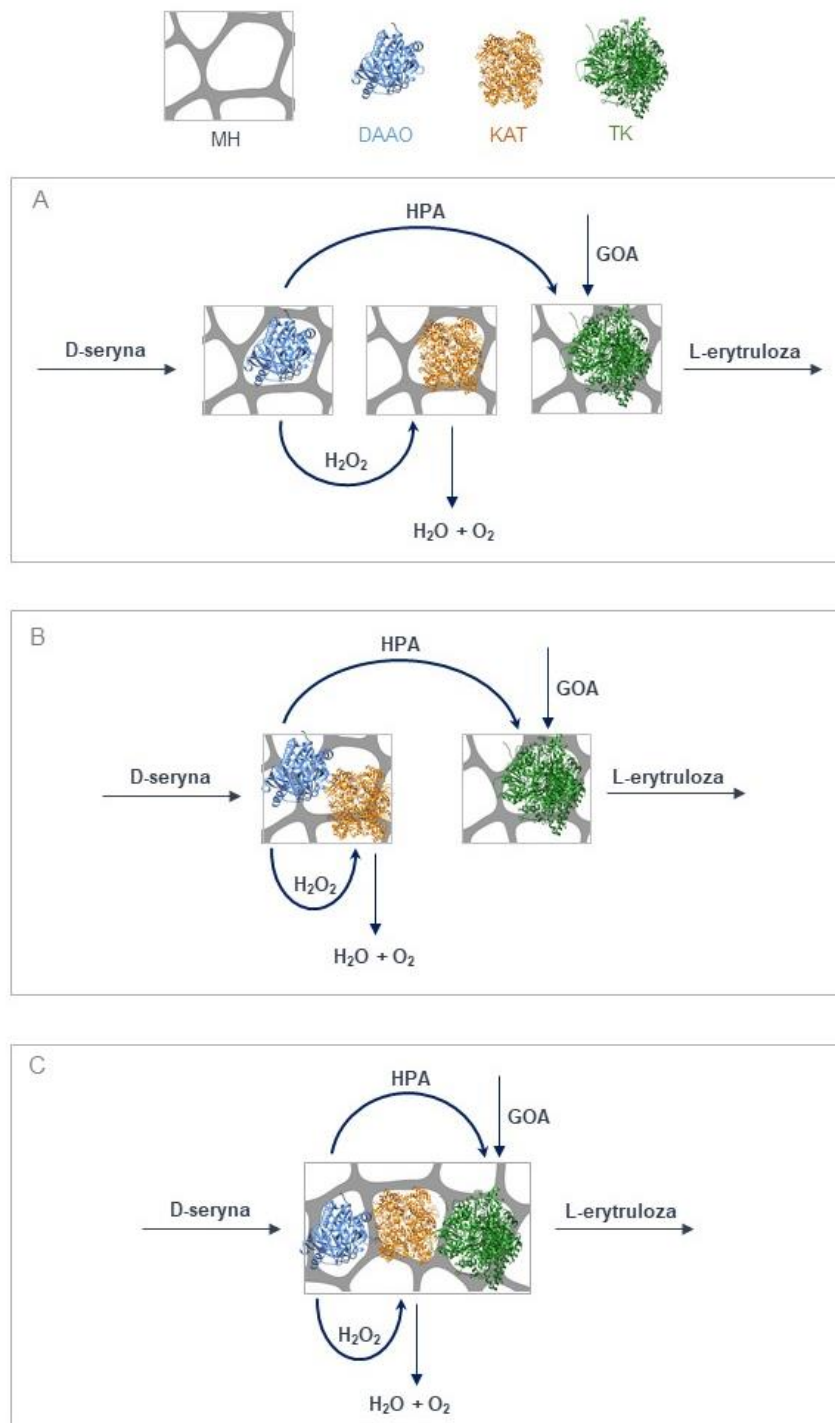 MH
DAAO
KAT
TK
A
HPA
GOA
D-seryna
L-erytruloza
H₂O₂
H₂O + O₂
B
HPA
GOA
D-seryna
L-erytruloza
H₂O₂
H₂O + O₂
C
HPA
GOA
D-seryna
L-erytruloza
H₂O₂
H₂O + O₂